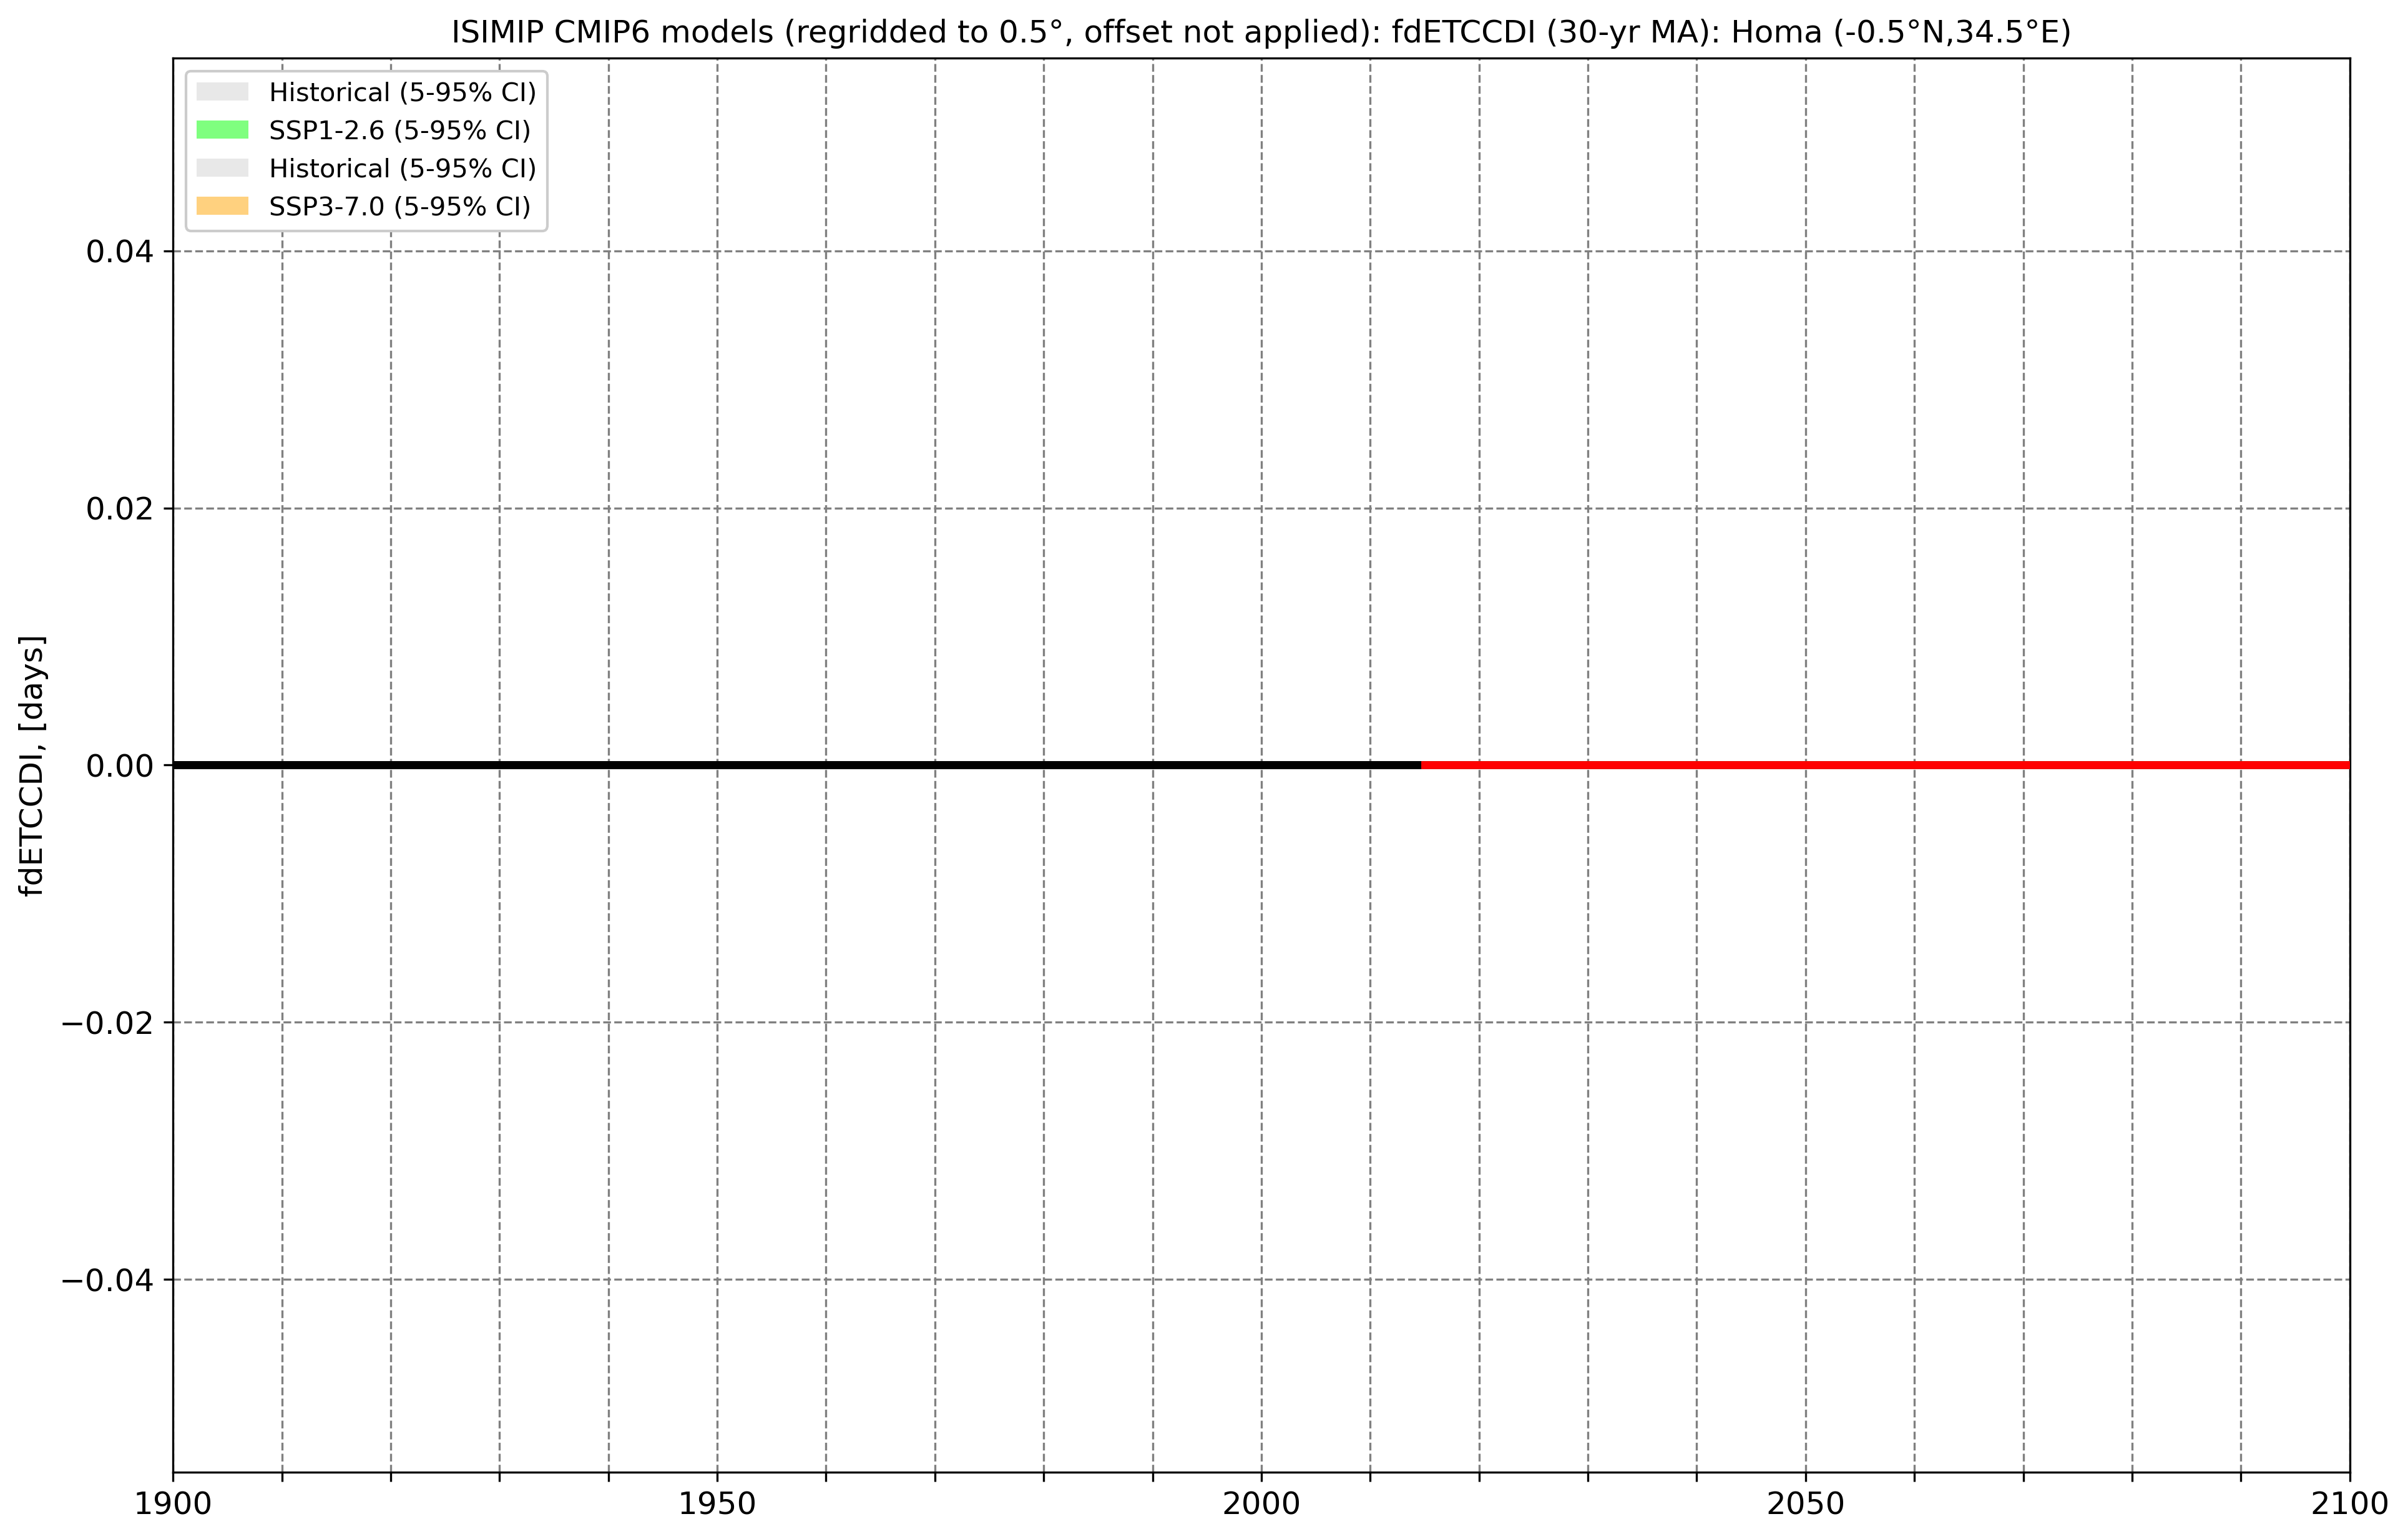 ISIMIP CMIP6 models (regridded to 0.5°, offset not applied): fdETCCDI (30-yr MA): Homa (-0.5°N,34.5°E)
Historical (5-95% CI)
SSP1-2.6 (5-95% CI)
Historical (5-95% CI)
SSP3-7.0 (5-95% CI)
0.04
0.02
0.00
−0.02
−0.04
fdETCCDI, [days]
1900 1950 2000 2050 2100